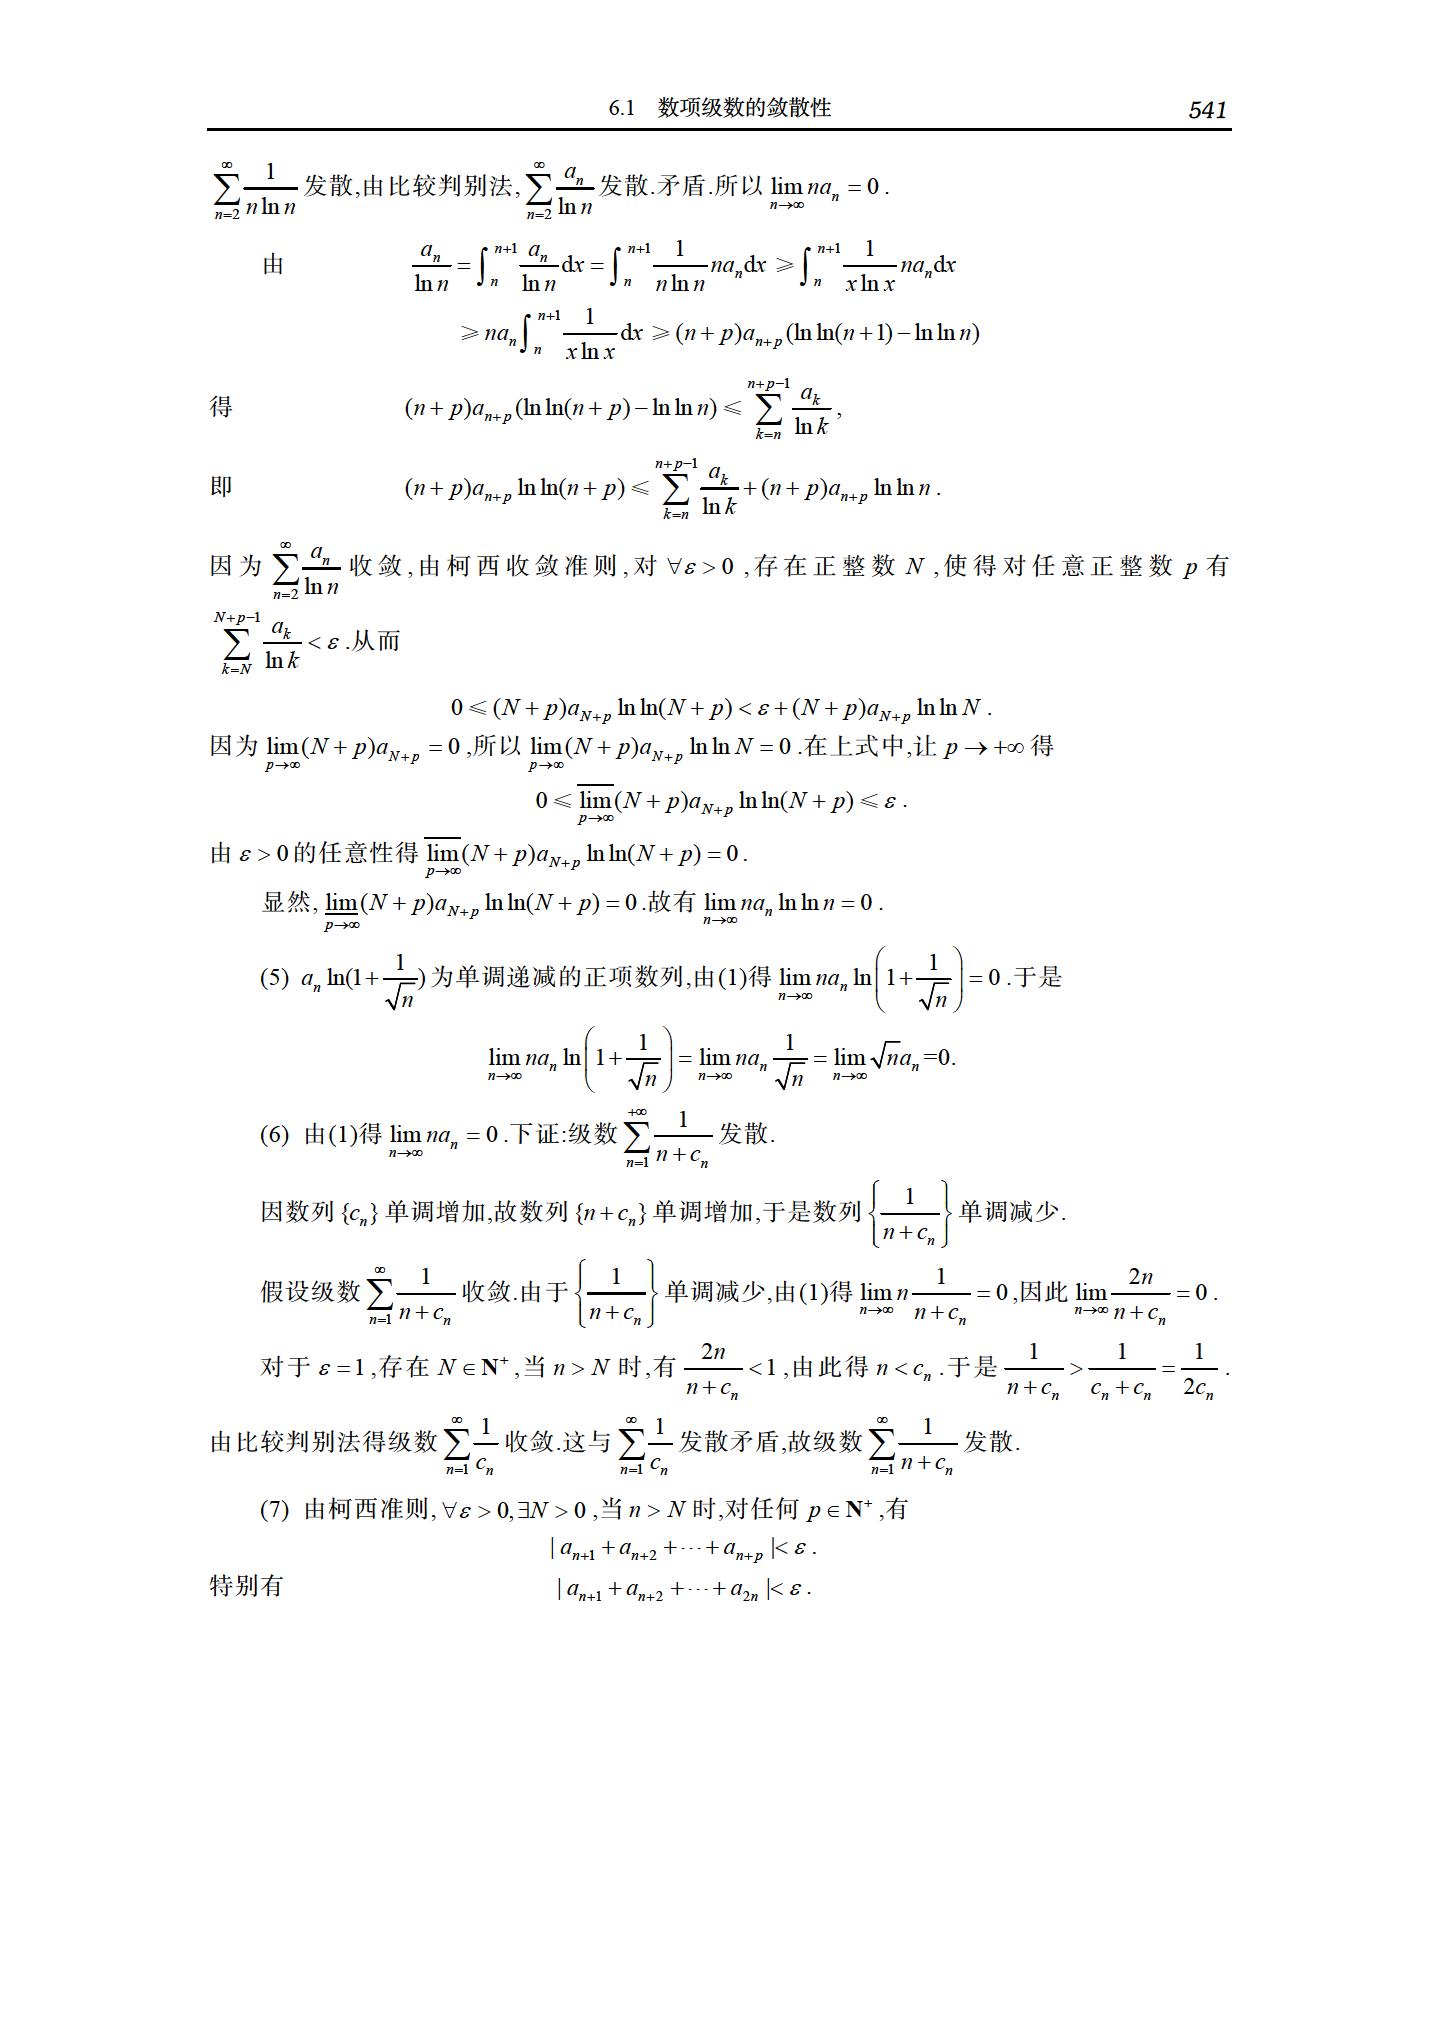 6.1 数项级数的敛散性 541
$\sum_{n=2}^{\infty}\frac{1}{n\ln n}$ 发散,由比较判别法,$\sum_{n=2}^{\infty}\frac{a_n}{\ln n}$ 发散.矛盾.所以 $\lim_{n\to\infty} na_n = 0$ .
由 $\frac{a_n}{\ln n} = \int_n^{n+1}\frac{a_n}{\ln n}\mathrm{d}x = \int_n^{n+1}\frac{1}{n\ln n}na_n\mathrm{d}x \geqslant \int_n^{n+1}\frac{1}{x\ln x}na_n\mathrm{d}x$
$\geqslant na_n\int_n^{n+1}\frac{1}{x\ln x}\mathrm{d}x \geqslant (n+p)a_{n+p}(\ln\ln(n+1)-\ln\ln n)$
得 $(n+p)a_{n+p}(\ln\ln(n+p)-\ln\ln n) \leqslant \sum_{k=n}^{n+p-1}\frac{a_k}{\ln k}$,
即 $(n+p)a_{n+p}\ln\ln(n+p) \leqslant \sum_{k=n}^{n+p-1}\frac{a_k}{\ln k}+(n+p)a_{n+p}\ln\ln n$ .
因为 $\sum_{n=2}^{\infty}\frac{a_n}{\ln n}$ 收敛,由柯西收敛准则,对 $\forall\varepsilon>0$ ,存在正整数 $N$ ,使得对任意正整数 $p$ 有
$\sum_{k=N}^{N+p-1}\frac{a_k}{\ln k}<\varepsilon$ .从而
$0 \leqslant (N+p)a_{N+p}\ln\ln(N+p) < \varepsilon+(N+p)a_{N+p}\ln\ln N$ .
因为 $\lim_{p\to\infty}(N+p)a_{N+p}=0$ ,所以 $\lim_{p\to\infty}(N+p)a_{N+p}\ln\ln N=0$ .在上式中,让 $p\to+\infty$ 得
$0 \leqslant \overline{\lim_{p\to\infty}}(N+p)a_{N+p}\ln\ln(N+p) \leqslant \varepsilon$ .
由 $\varepsilon>0$ 的任意性得 $\overline{\lim_{p\to\infty}}(N+p)a_{N+p}\ln\ln(N+p)=0$ .
显然, $\underline{\lim}_{p\to\infty}(N+p)a_{N+p}\ln\ln(N+p)=0$ .故有 $\lim_{n\to\infty}na_n\ln\ln n=0$ .
(5) $a_n\ln(1+\frac{1}{\sqrt{n}})$ 为单调递减的正项数列,由(1)得 $\lim_{n\to\infty}na_n\ln\left(1+\frac{1}{\sqrt{n}}\right)=0$ .于是
$\lim_{n\to\infty}na_n\ln\left(1+\frac{1}{\sqrt{n}}\right)=\lim_{n\to\infty}na_n\frac{1}{\sqrt{n}}=\lim_{n\to\infty}\sqrt{n}a_n=0.$
(6) 由(1)得 $\lim_{n\to\infty}na_n=0$ .下证:级数 $\sum_{n=1}^{+\infty}\frac{1}{n+c_n}$ 发散.
因数列 $\{c_n\}$ 单调增加,故数列 $\{n+c_n\}$ 单调增加,于是数列 $\left\{\frac{1}{n+c_n}\right\}$ 单调减少.
假设级数 $\sum_{n=1}^{\infty}\frac{1}{n+c_n}$ 收敛.由于 $\left\{\frac{1}{n+c_n}\right\}$ 单调减少,由(1)得 $\lim_{n\to\infty}n\frac{1}{n+c_n}=0$ ,因此 $\lim_{n\to\infty}\frac{2n}{n+c_n}=0$ .
对于 $\varepsilon=1$ ,存在 $N\in\mathbf{N}^+$ ,当 $n>N$ 时,有 $\frac{2n}{n+c_n}<1$ ,由此得 $n<c_n$ .于是 $\frac{1}{n+c_n}>\frac{1}{c_n+c_n}=\frac{1}{2c_n}$ .
由比较判别法得级数 $\sum_{n=1}^{\infty}\frac{1}{c_n}$ 收敛.这与 $\sum_{n=1}^{\infty}\frac{1}{c_n}$ 发散矛盾,故级数 $\sum_{n=1}^{\infty}\frac{1}{n+c_n}$ 发散.
(7) 由柯西准则, $\forall\varepsilon>0,\exists N>0$ ,当 $n>N$ 时,对任何 $p\in\mathbf{N}^+$ ,有
$|a_{n+1}+a_{n+2}+\cdots+a_{n+p}|<\varepsilon$ .
特别有 $|a_{n+1}+a_{n+2}+\cdots+a_{2n}|<\varepsilon$ .